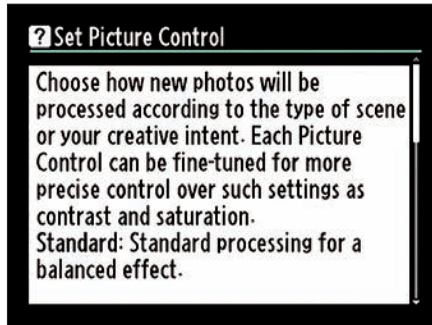 ? Set Picture Control
Choose how new photos will be
processed according to the type of scene
or your creative intent. Each Picture
Control can be fine-tuned for more
precise control over such settings as
contrast and saturation.
Standard: Standard processing for a
balanced effect.